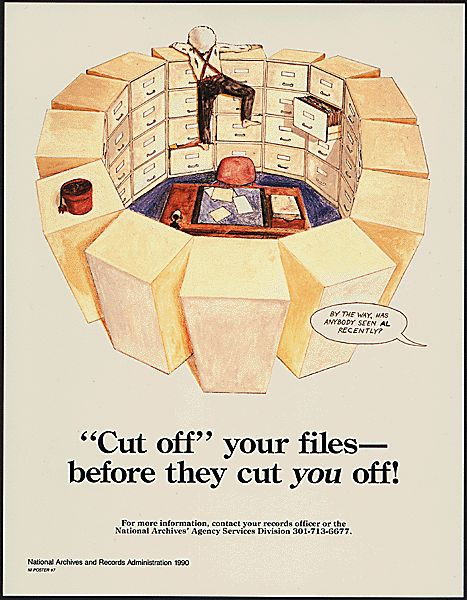 BY THE WAY, HAS
ANYBODY SEEN AL
RECENTLY?
“Cut off” your files—
before they cut you off!
For more information, contact your records officer or the
National Archives' Agency Services Division 301-713-6677.
National Archives and Records Administration 1990